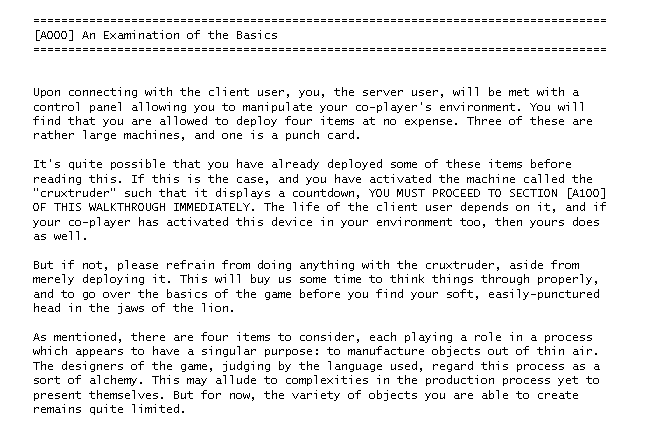 ===============================================================================
[A000] An Examination of the Basics
===============================================================================
Upon connecting with the client user, you, the server user, will be met with a
control panel allowing you to manipulate your co-player's environment. You will
find that you are allowed to deploy four items at no expense. Three of these are
rather large machines, and one is a punch card.
It's quite possible that you have already deployed some of these items before
reading this. If this is the case, and you have activated the machine called the
"cruxtruder" such that it displays a countdown, YOU MUST PROCEED TO SECTION [A100]
OF THIS WALKTHROUGH IMMEDIATELY. The life of the client user depends on it, and if
your co-player has activated this device in your environment too, then yours does
as well.
But if not, please refrain from doing anything with the cruxtruder, aside from
merely deploying it. This will buy us some time to think things through properly,
and to go over the basics of the game before you find your soft, easily-punctured
head in the jaws of the lion.
As mentioned, there are four items to consider, each playing a role in a process
which appears to have a singular purpose: to manufacture objects out of thin air.
The designers of the game, judging by the language used, regard this process as a
sort of alchemy. This may allude to complexities in the production process yet to
present themselves. But for now, the variety of objects you are able to create
remains quite limited.